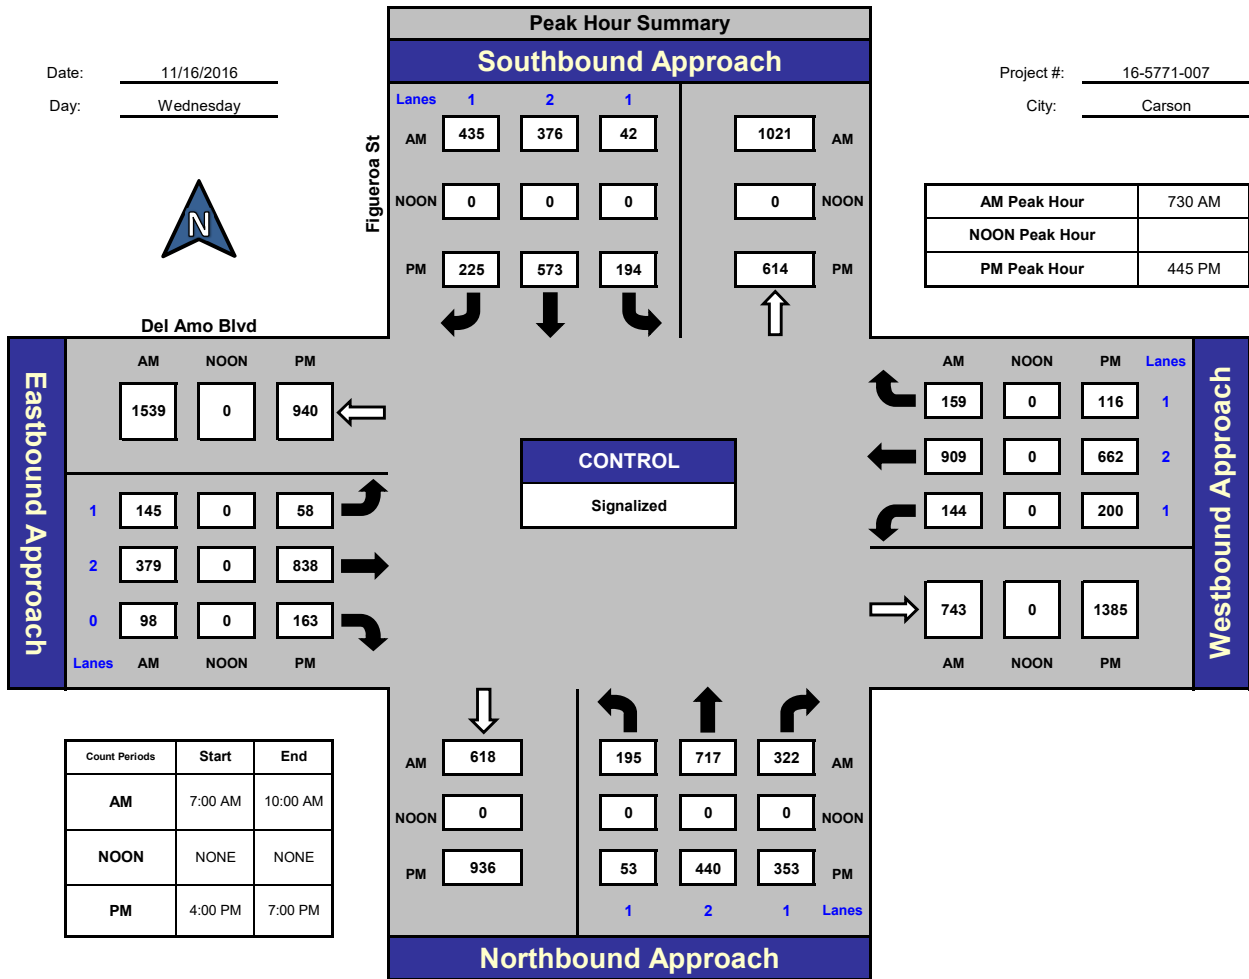 Peak Hour Summary
Southbound Approach
Date: 11/16/2016
Day: Wednesday
Project #: 16-5771-007
City: Carson
N
Figueroa St
Lanes 1 2 1
AM 435 376 42 1021 AM
NOON 0 0 0 0 NOON
PM 225 573 194 614 PM
AM Peak Hour 730 AM
NOON Peak Hour
PM Peak Hour 445 PM
Del Amo Blvd
Eastbound Approach
AM NOON PM
1539 0 940
1 145 0 58
2 379 0 838
0 98 0 163
Lanes AM NOON PM
CONTROL
Signalized
AM NOON PM Lanes
159 0 116 1
909 0 662 2
144 0 200 1
743 0 1385
AM NOON PM
Westbound Approach
Count Periods Start End
AM 7:00 AM 10:00 AM
NOON NONE NONE
PM 4:00 PM 7:00 PM
AM 618 195 717 322 AM
NOON 0 0 0 0 NOON
PM 936 53 440 353 PM
1 2 1 Lanes
Northbound Approach